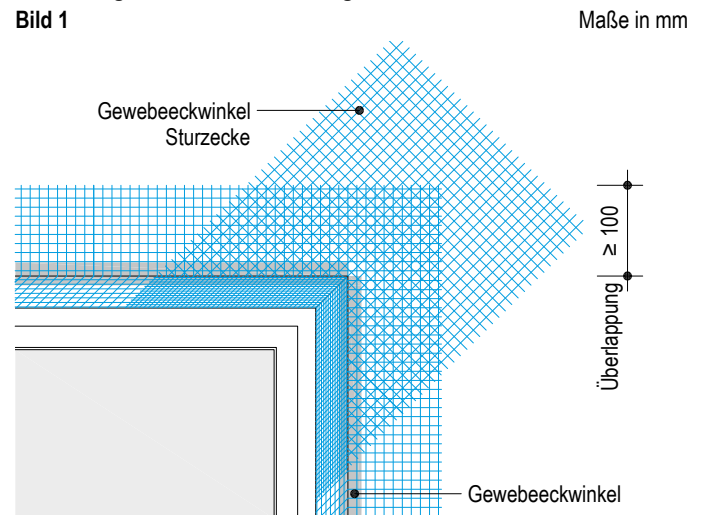 Bild 1
Maße in mm
Gewebeeckwinkel
Sturzecke
≥ 100
Überlappung
Gewebeeckwinkel